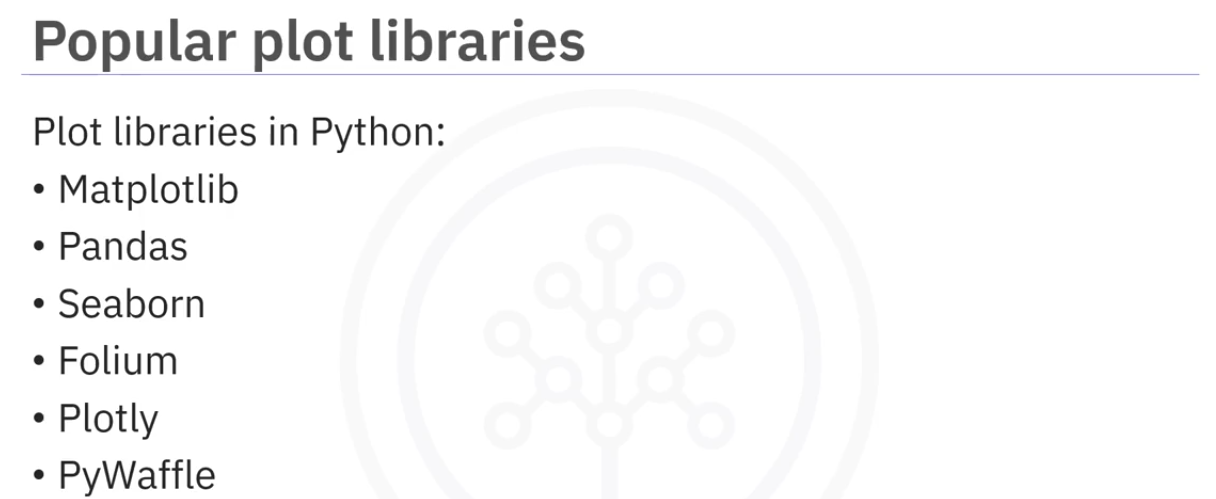 Popular plot libraries
Plot libraries in Python:
• Matplotlib
• Pandas
• Seaborn
• Folium
• Plotly
• PyWaffle